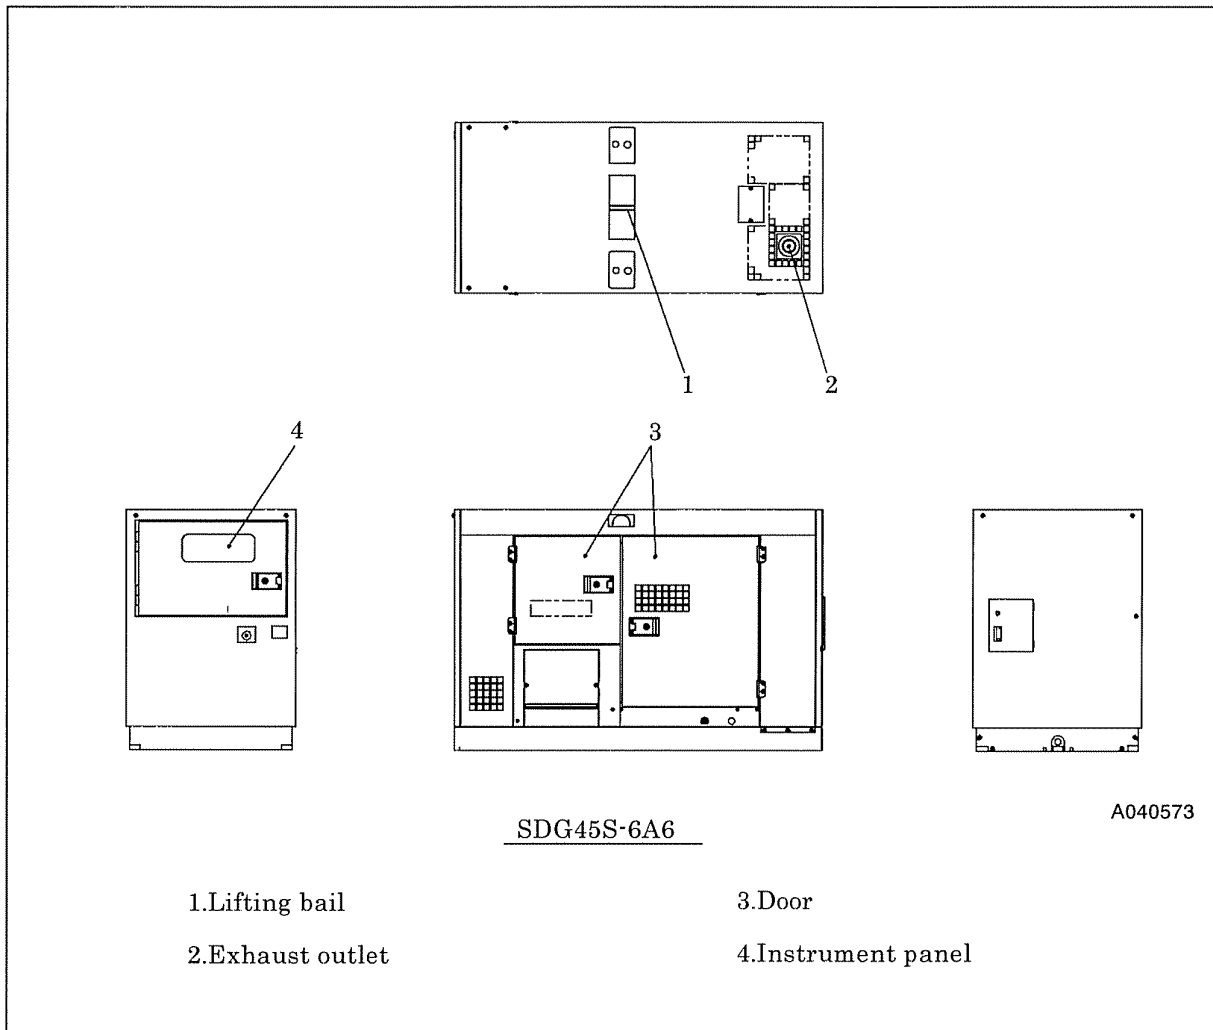 1
2
4
3
A040573
SDG45S-6A6
1.Lifting bail
3.Door
2.Exhaust outlet
4.Instrument panel